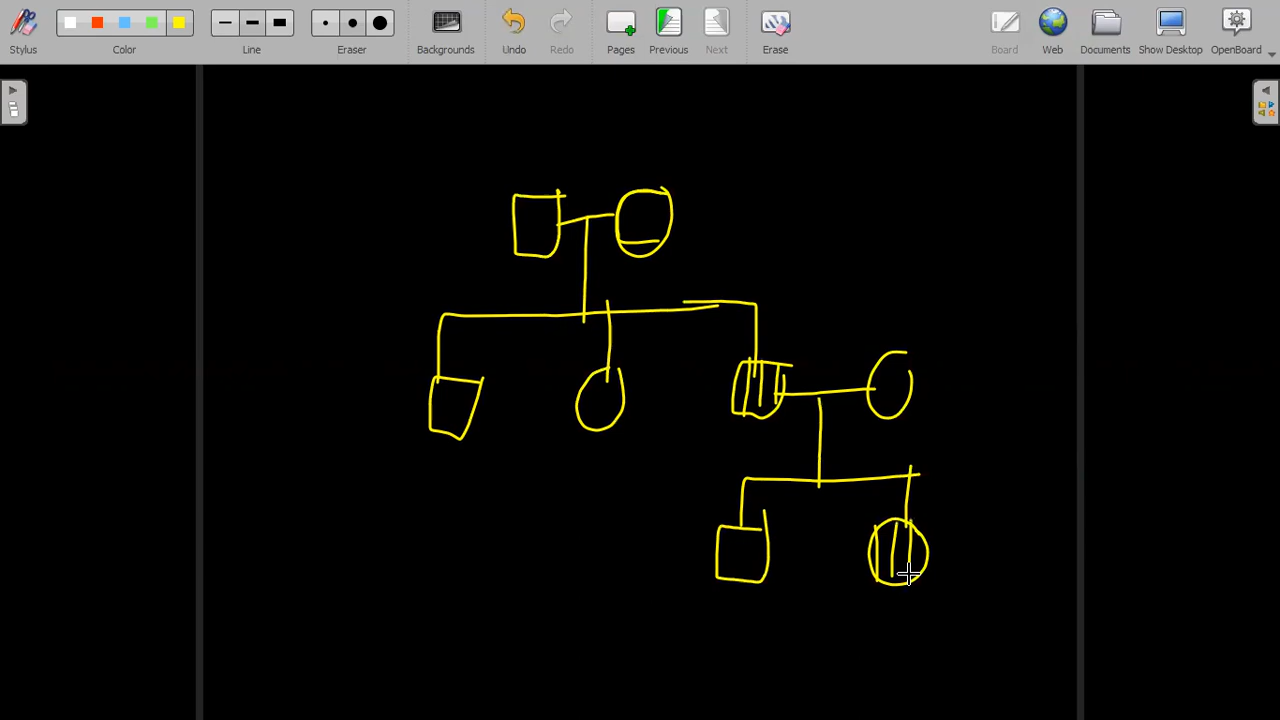 Stylus
Color
Line
Eraser
Backgrounds
Undo
Redo
Pages
Previous
Next
Erase
Board
Web
Documents
Show Desktop
OpenBoard